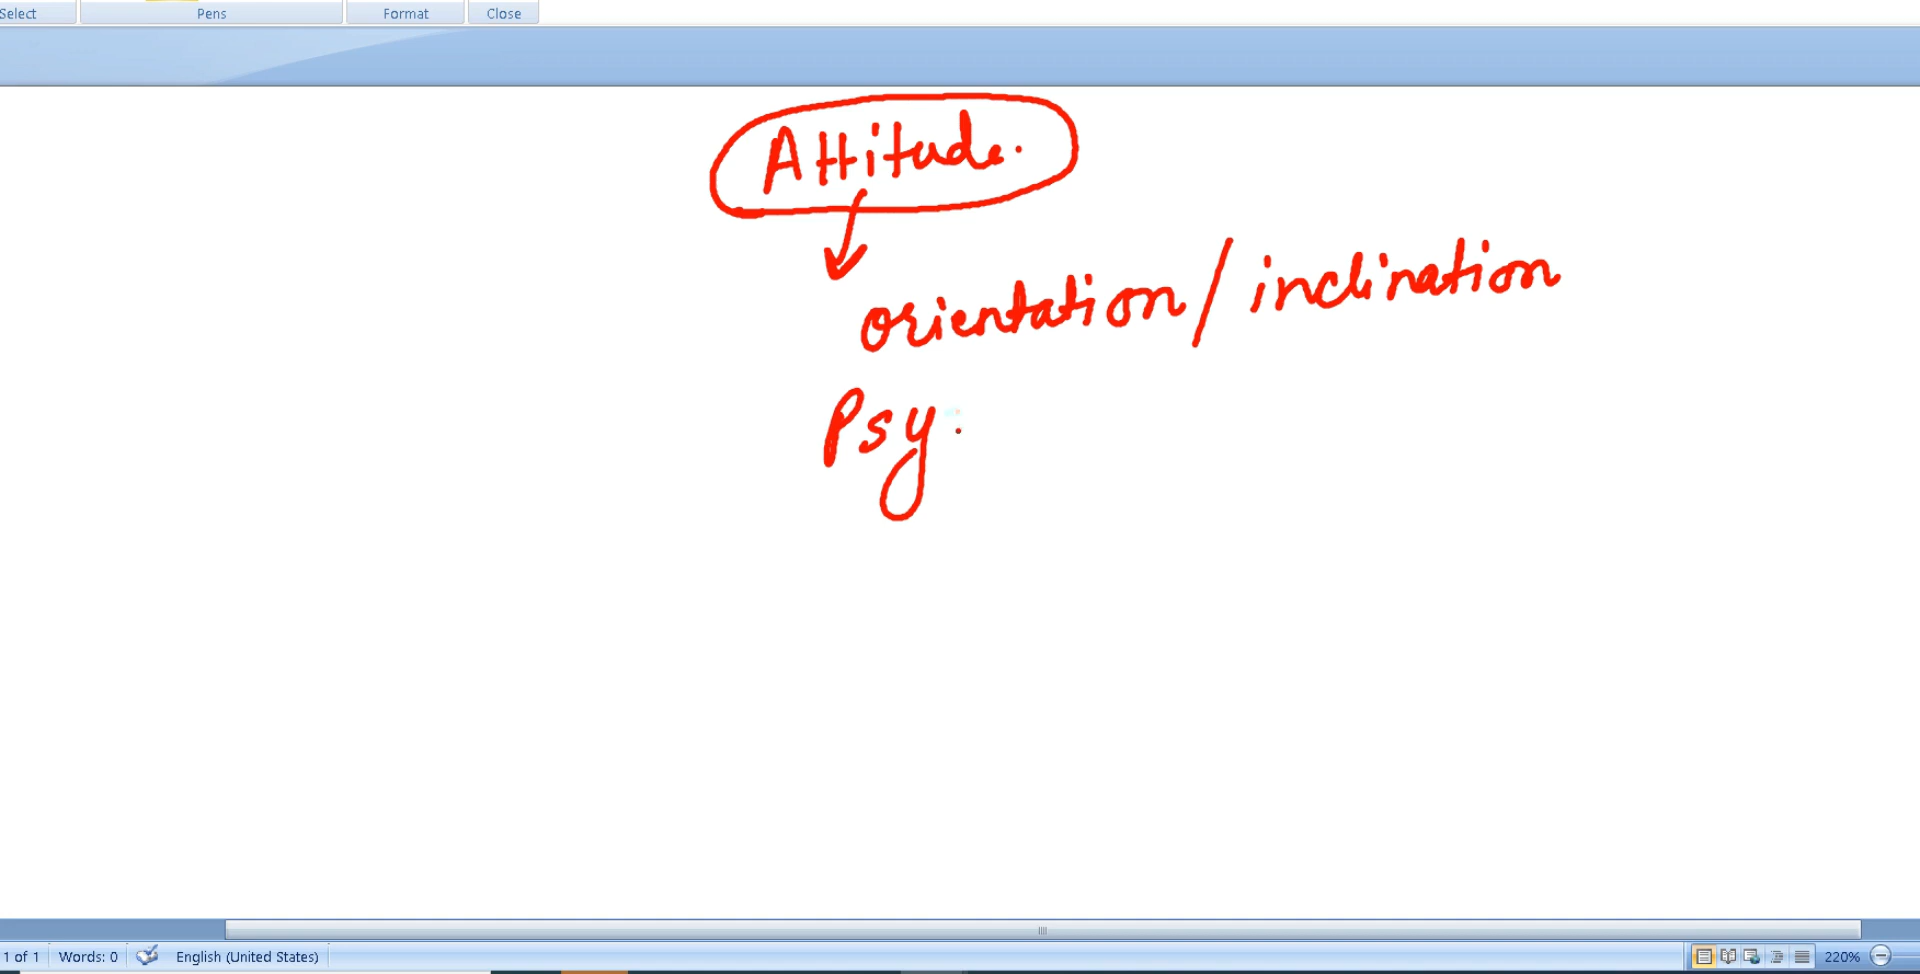 Select Pens Format Close
Attitude.
orientation/inclination
Psy
1 of 1 Words: 0 English (United States) 220%